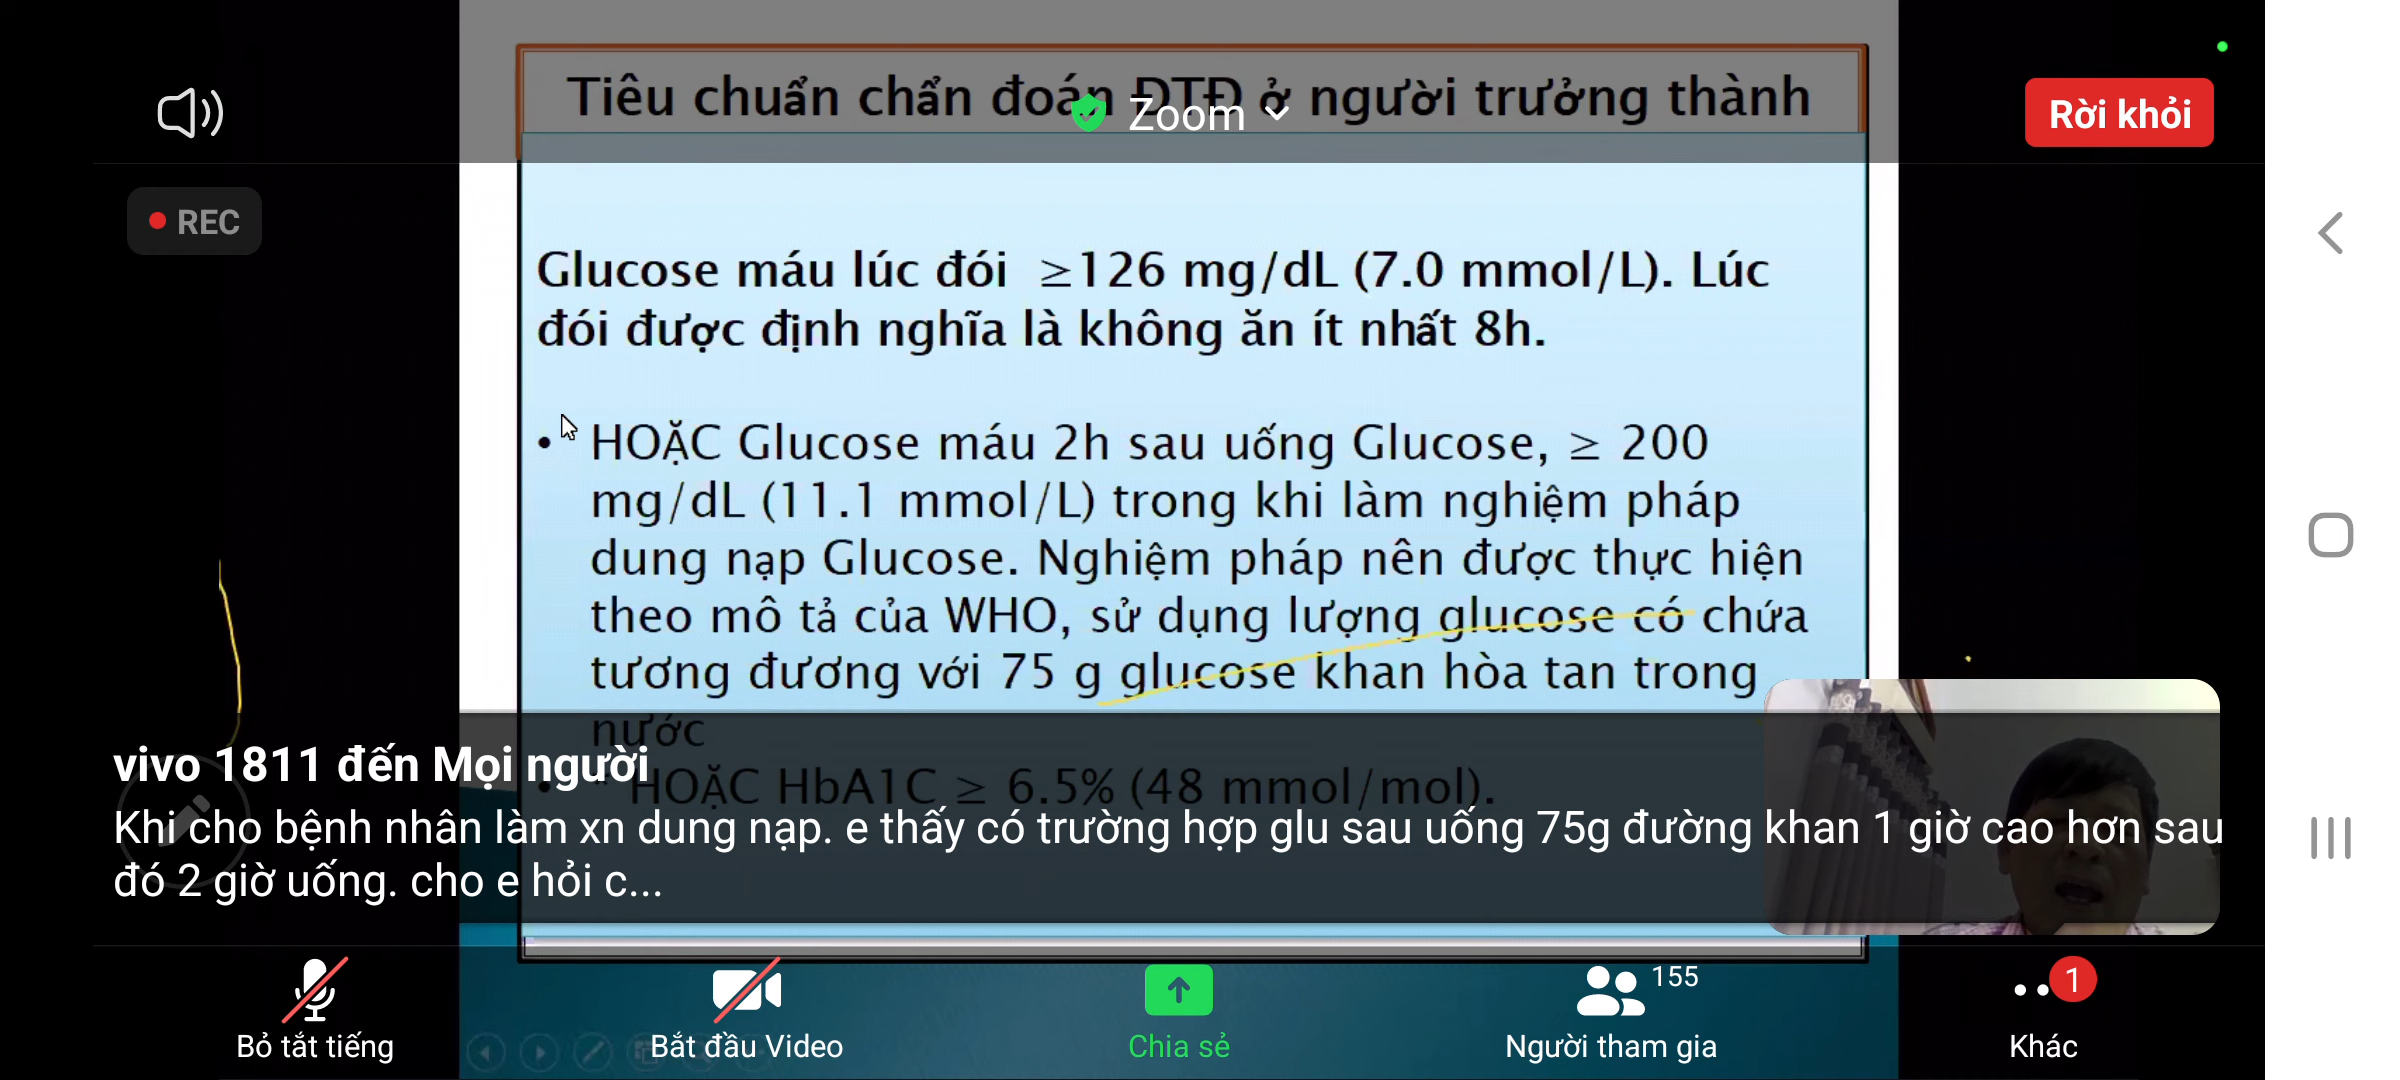 Tiêu chuẩn chẩn đoán ĐTĐ ở người trưởng thành
Zoom
Rời khỏi
REC
Glucose máu lúc đói ≥126 mg/dL (7.0 mmol/L). Lúc
đói được định nghĩa là không ăn ít nhất 8h.
• HOẶC Glucose máu 2h sau uống Glucose, ≥ 200
mg/dL (11.1 mmol/L) trong khi làm nghiệm pháp
dung nạp Glucose. Nghiệm pháp nên được thực hiện
theo mô tả của WHO, sử dụng lượng glucose có chứa
tương đương với 75 g glucose khan hòa tan trong
nước
• " HOẶC HbA1C ≥ 6.5% (48 mmol/mol).
vivo 1811 đến Mọi người
Khi cho bệnh nhân làm xn dung nạp. e thấy có trường hợp glu sau uống 75g đường khan 1 giờ cao hơn sau
đó 2 giờ uống. cho e hỏi c...
Bỏ tắt tiếng
Bắt đầu Video
Chia sẻ
155
Người tham gia
1
Khác